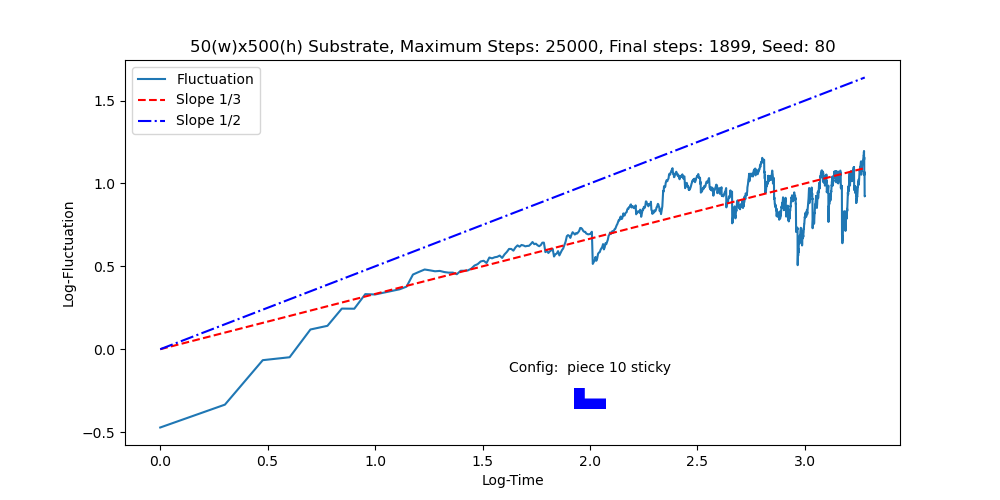 50(w)x500(h) Substrate, Maximum Steps: 25000, Final steps: 1899, Seed: 80
Fluctuation
Slope 1/3
Slope 1/2
1.5
1.0
0.5
0.0
−0.5
Log-Fluctuation
Config:  piece 10 sticky
0.0 0.5 1.0 1.5 2.0 2.5 3.0
Log-Time